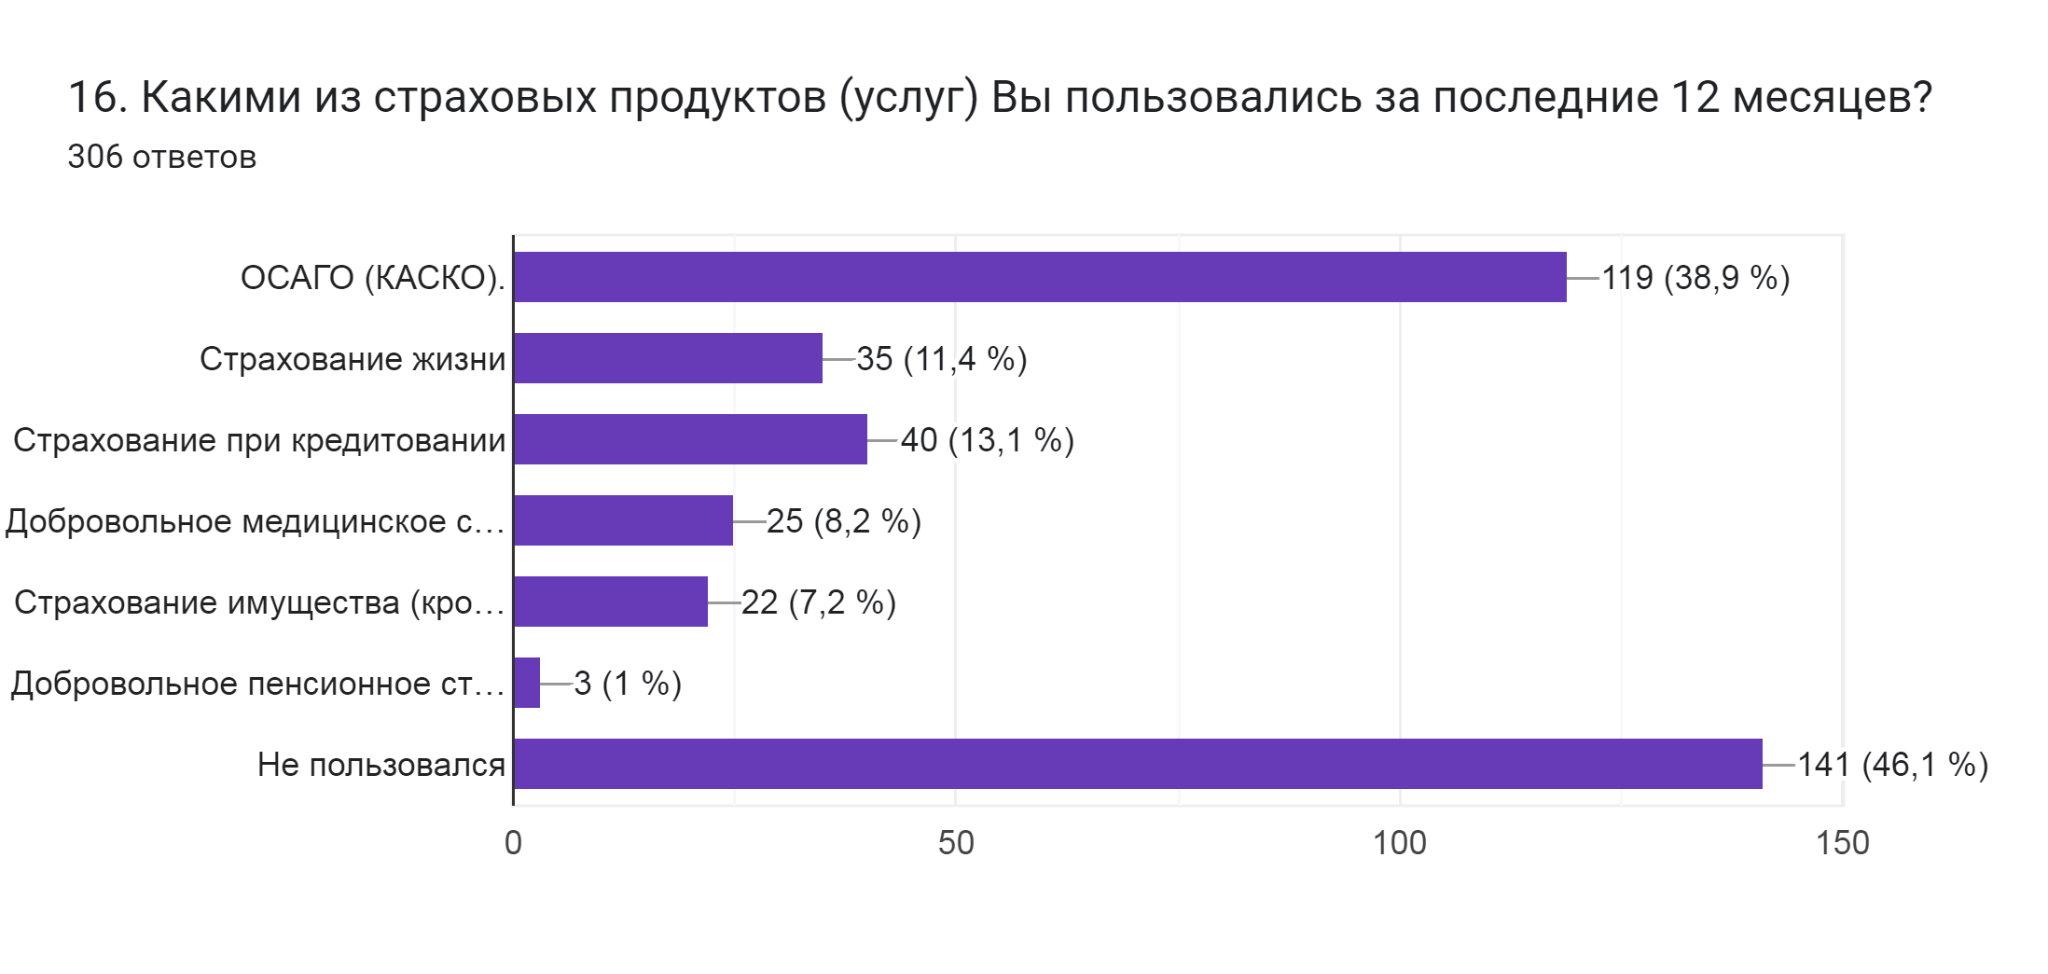 16. Какими из страховых продуктов (услуг) Вы пользовались за последние 12 месяцев?
306 ответов
ОСАГО (КАСКО).
119 (38,9 %)
Страхование жизни
35 (11,4 %)
Страхование при кредитовании
40 (13,1 %)
Добровольное медицинское с…
25 (8,2 %)
Страхование имущества (кро…
22 (7,2 %)
Добровольное пенсионное ст…
3 (1 %)
Не пользовался
141 (46,1 %)
0
50
100
150